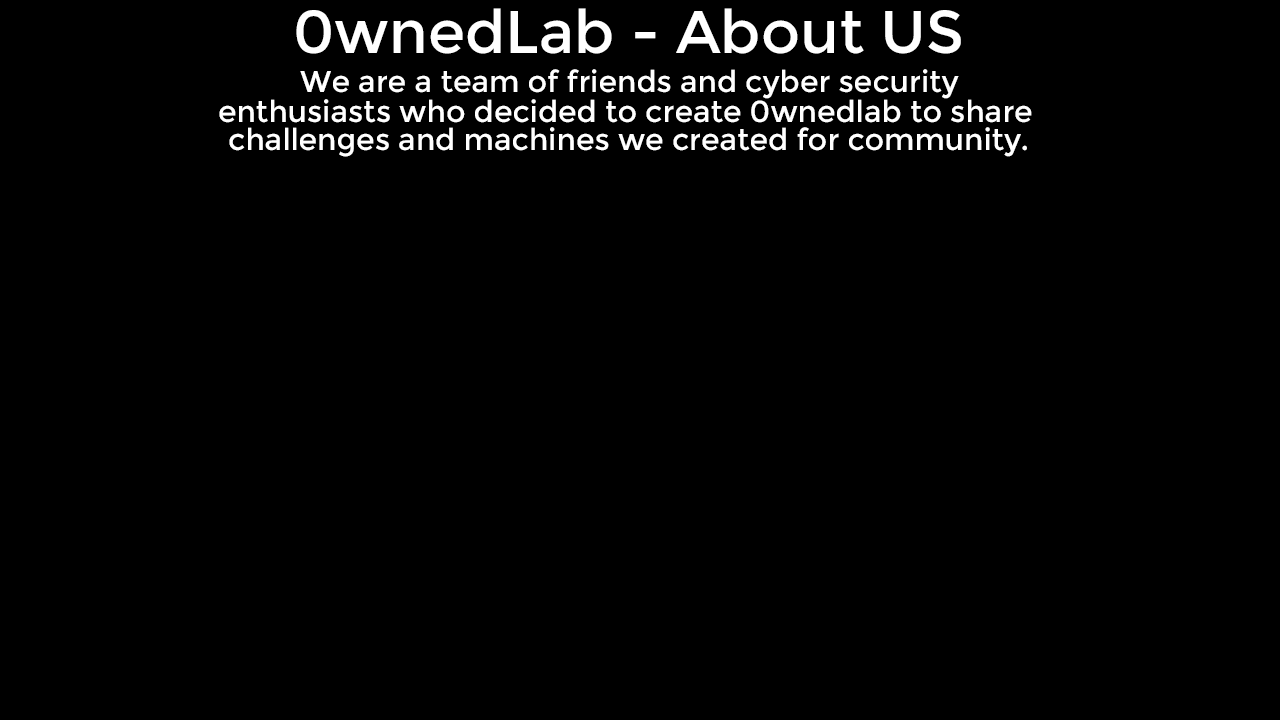 0wnedLab - About US
We are a team of friends and cyber security
enthusiasts who decided to create 0wnedlab to share
challenges and machines we created for community.